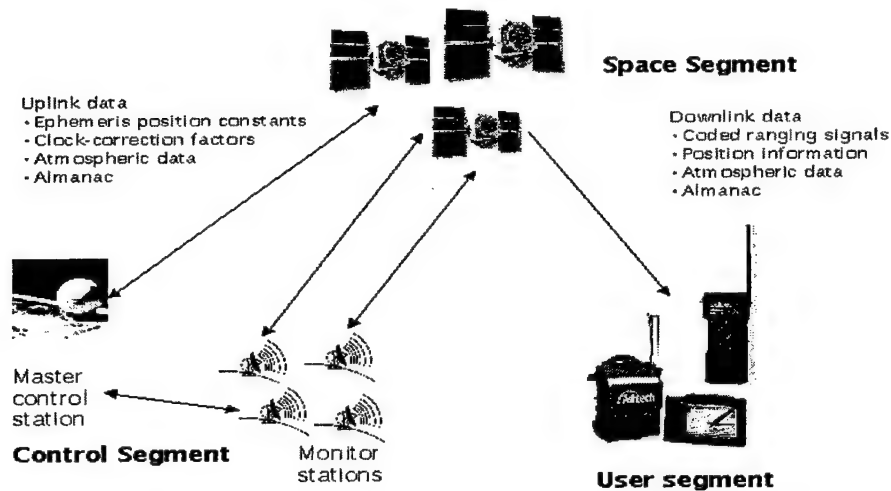 Space Segment
Uplink data
• Ephemeris position constants
• Clock-correction factors
• Atmospheric data
• Almanac
Downlink data
• Coded ranging signals
• Position information
• Atmospheric data
• Almanac
Master
control
station
Control Segment
Monitor
stations
User segment